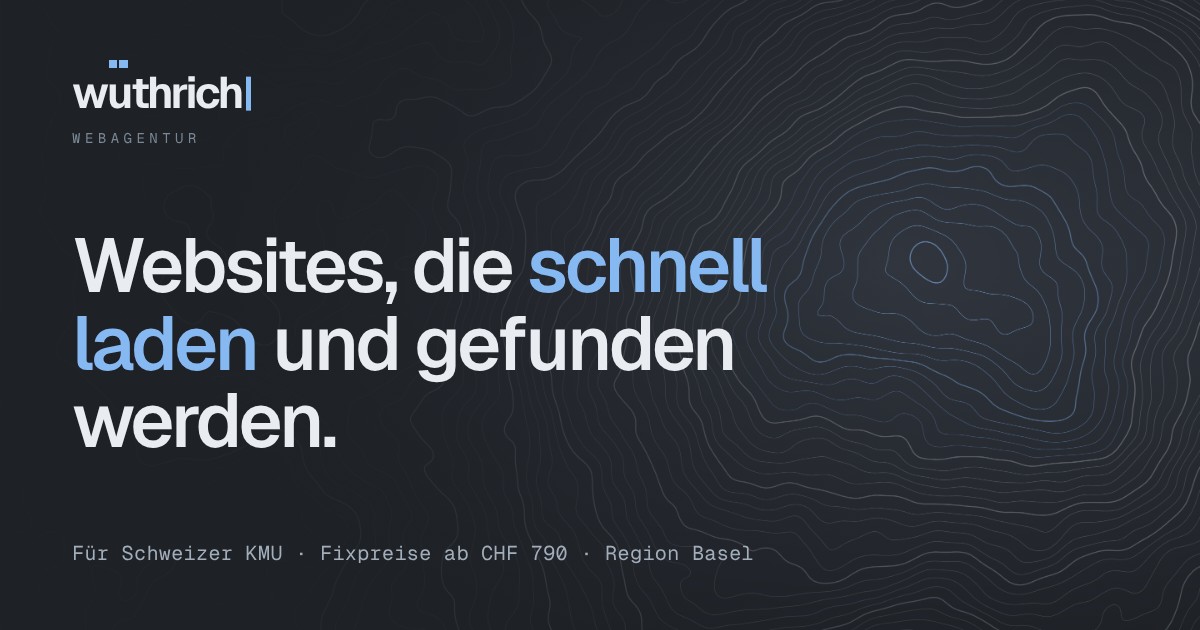 wüthrich
WEBAGENTUR
Websites, die schnell
laden und gefunden
werden.
Für Schweizer KMU · Fixpreise ab CHF 790 · Region Basel